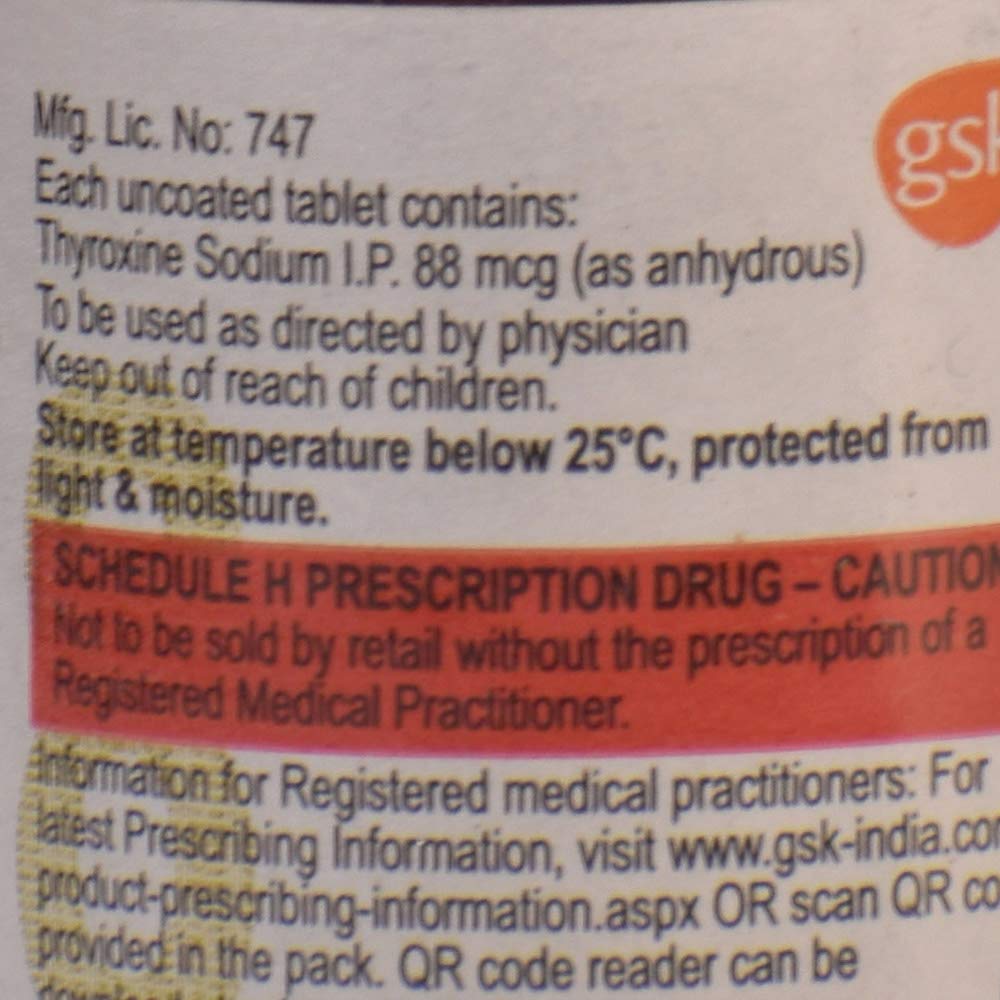 gsk
Mfg. Lic. No: 747
Each uncoated tablet contains:
Thyroxine Sodium I.P. 88 mcg (as anhydrous)
To be used as directed by physician
Keep out of reach of children.
Store at temperature below 25°C, protected from
light & moisture.
SCHEDULE H PRESCRIPTION DRUG – CAUTION
Not to be sold by retail without the prescription of a
Registered Medical Practitioner.
Information for Registered medical practitioners: For
latest Prescribing Information, visit www.gsk-india.com
product-prescribing-information.aspx OR scan QR co
provided in the pack. QR code reader can be